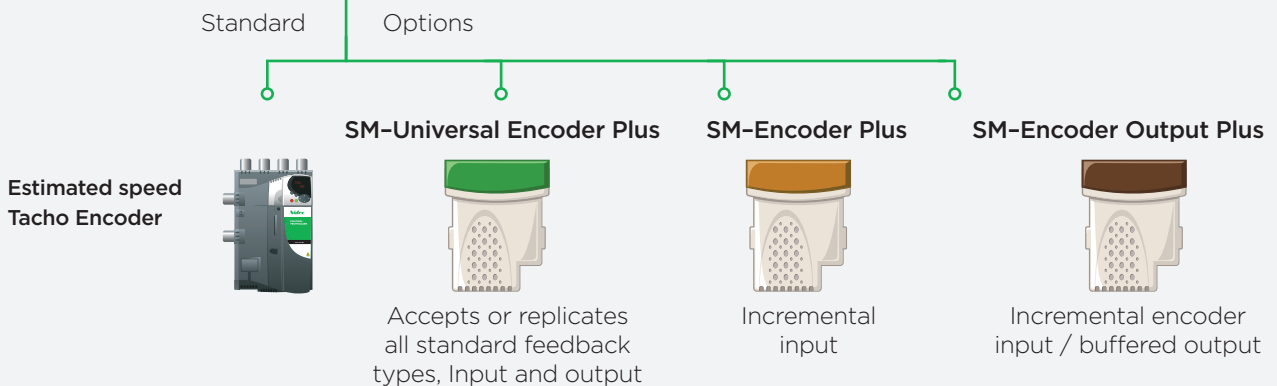 Standard
Options
SM–Universal Encoder Plus
SM–Encoder Plus
SM–Encoder Output Plus
Estimated speed
Tacho Encoder
Nidec
Accepts or replicates
all standard feedback
types, Input and output
Incremental
input
Incremental encoder
input / buffered output